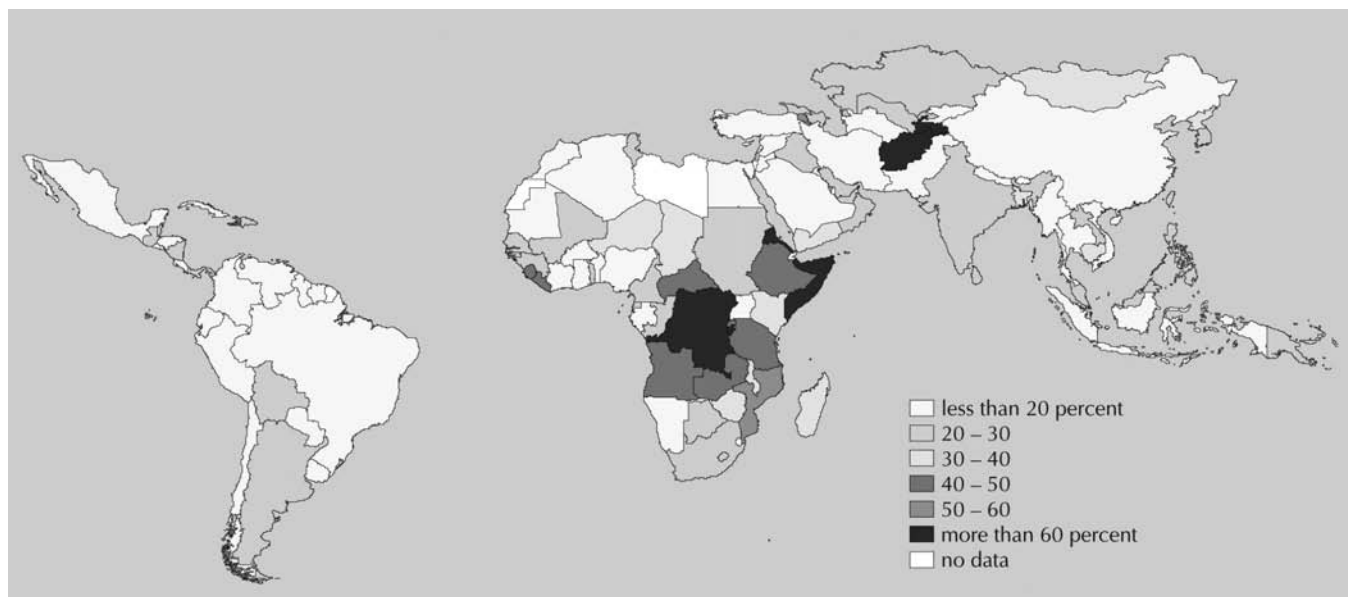 less than 20 percent
20 – 30
30 – 40
40 – 50
50 – 60
more than 60 percent
no data